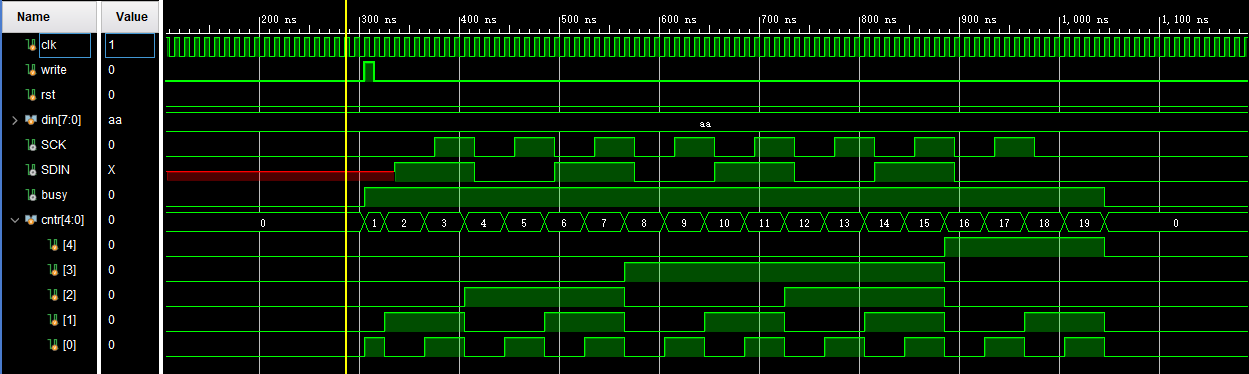 Name Value 200 ns 300 ns 400 ns 500 ns 600 ns 700 ns 800 ns 900 ns 1,000 ns 1,100 ns
clk 1
write 0
rst 0
din[7:0] aa aa
SCK 0
SDIN X
busy 0
cntr[4:0] 0 0 1 2 3 4 5 6 7 8 9 10 11 12 13 14 15 16 17 18 19 0
[4] 0
[3] 0
[2] 0
[1] 0
[0] 0